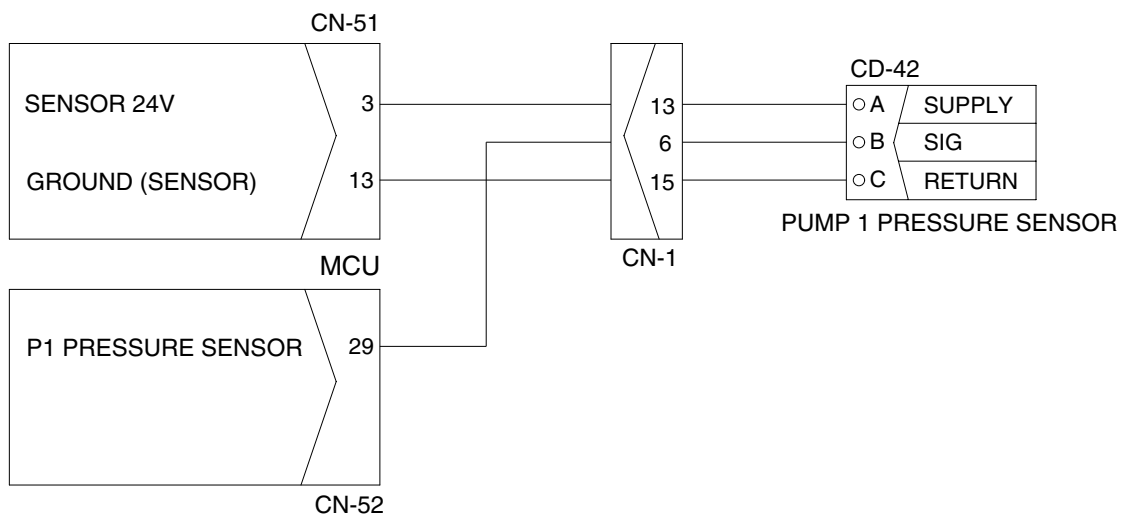 CN-51
SENSOR 24V
3
GROUND (SENSOR)
13
MCU
P1 PRESSURE SENSOR
29
CN-52
13
6
15
CN-1
CD-42
A SUPPLY
B SIG
C RETURN
PUMP 1 PRESSURE SENSOR